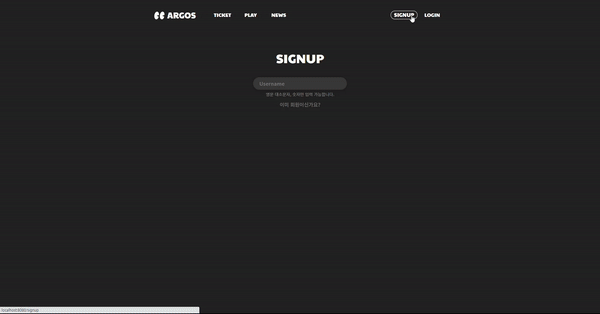 ARGOS TICKET PLAY NEWS SIGNUP LOGIN
SIGNUP
Username
영문 대소문자, 숫자만 입력 가능합니다.
이미 회원이신가요?
localhost:8080/signup